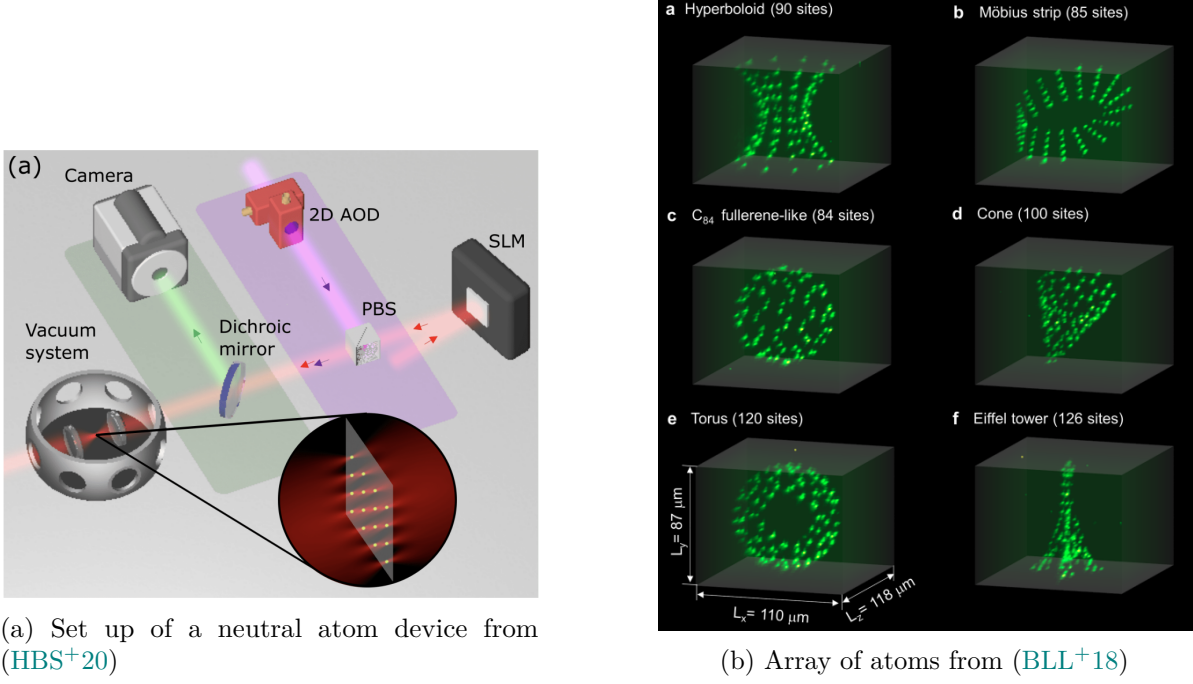 (a)
Camera
2D AOD
SLM
PBS
Dichroic
mirror
Vacuum
system
(a) Set up of a neutral atom device from
(HBS+20)
a Hyperboloid (90 sites)
b Möbius strip (85 sites)
c C84 fullerene-like (84 sites)
d Cone (100 sites)
e Torus (120 sites)
f Eiffel tower (126 sites)
Ly= 87 μm
Lx= 110 μm
Lz= 118 μm
(b) Array of atoms from (BLL+18)